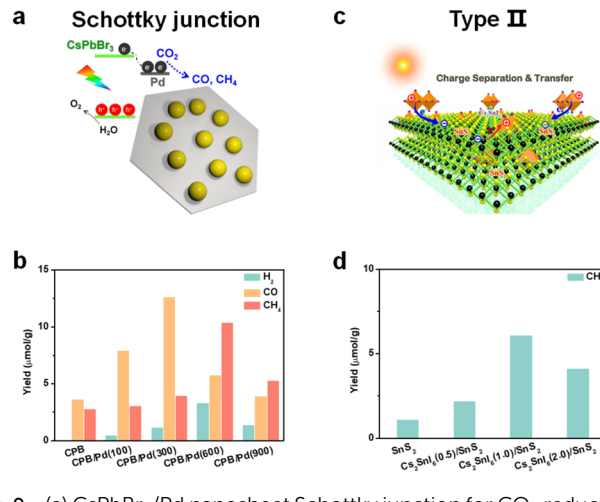 a
Schottky junction
CsPbBr₃
e⁻
e⁻ e⁻
CO₂
Pd
CO, CH₄
h⁺ h⁺ h⁺
O₂
H₂O
c
Type II
Charge Separation & Transfer
SnS₂
b
H₂
CO
CH₄
Yield (μmol/g)
15
10
5
0
CPB
CPB/Pd(100)
CPB/Pd(300)
CPB/Pd(600)
CPB/Pd(900)
d
CH
Yield (μmol/g)
10
5
0
SnS₂
Cs₂SnI₆(0.5)/SnS₂
Cs₂SnI₆(1.0)/SnS₂
Cs₂SnI₆(2.0)/SnS₂
(a) CsPbBr₃/Pd nanosheet Schottky junction for CO₂ reduc